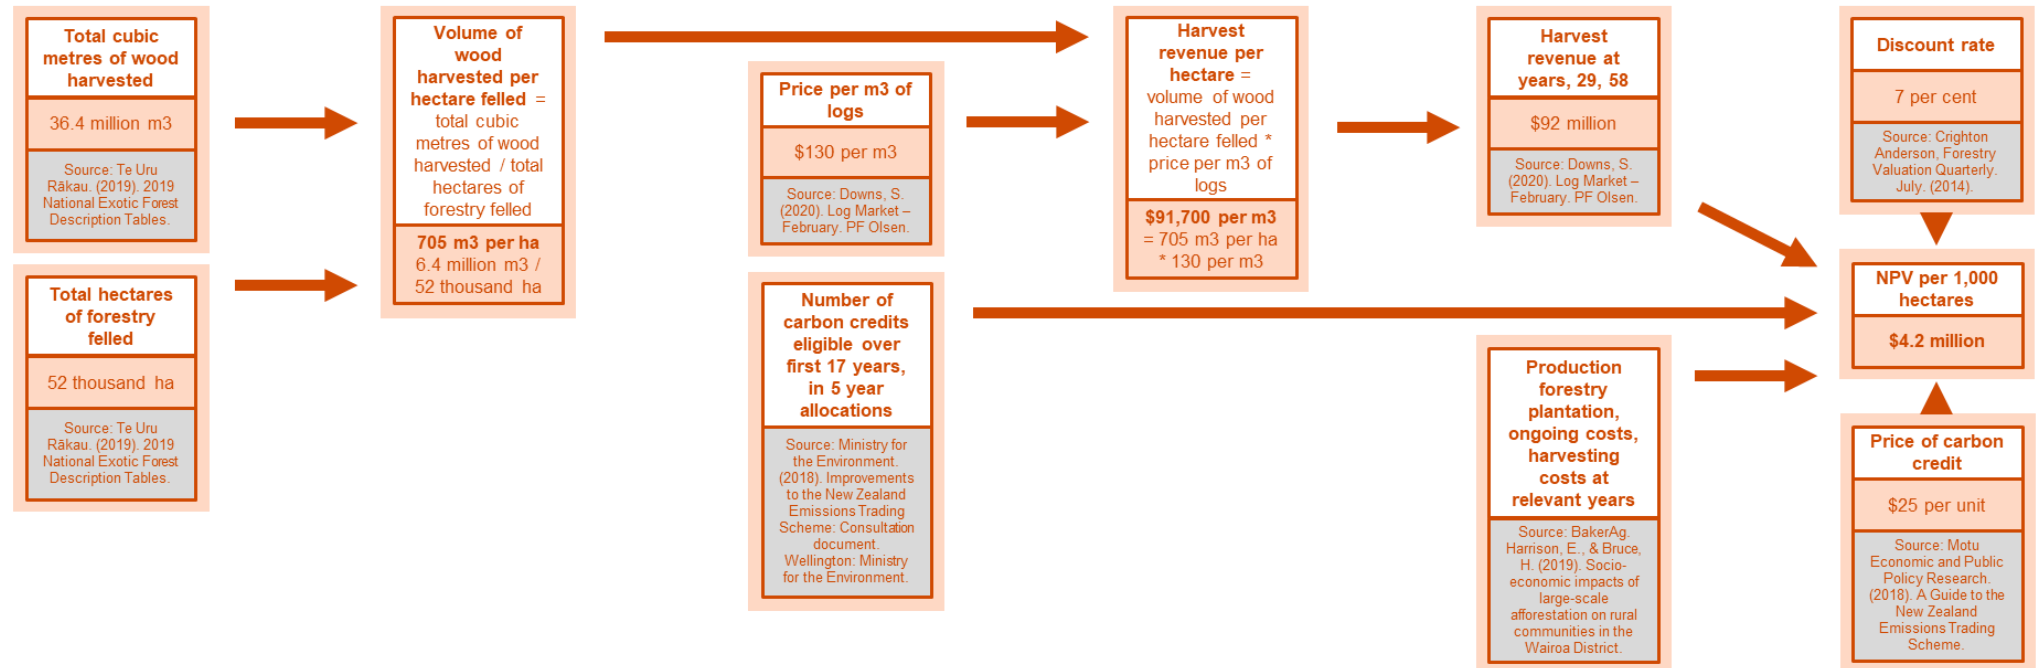 Total cubic
metres of wood
harvested
36.4 million m3
Source: Te Uru
Rākau. (2019). 2019
National Exotic Forest
Description Tables.
Total hectares
of forestry
felled
52 thousand ha
Source: Te Uru
Rākau. (2019). 2019
National Exotic Forest
Description Tables.
Volume of
wood
harvested per
hectare felled =
total cubic
metres of wood
harvested / total
hectares of
forestry felled
705 m3 per ha
6.4 million m3 /
52 thousand ha
Price per m3 of
logs
$130 per m3
Source: Downs, S.
(2020). Log Market –
February. PF Olsen.
Number of
carbon credits
eligible over
first 17 years,
in 5 year
allocations
Source: Ministry for
the Environment.
(2018). Improvements
to the New Zealand
Emissions Trading
Scheme: Consultation
document.
Wellington: Ministry
for the Environment.
Harvest
revenue per
hectare =
volume of wood
harvested per
hectare felled *
price per m3 of
logs
$91,700 per m3
= 705 m3 per ha
* 130 per m3
Harvest
revenue at
years, 29, 58
$92 million
Source: Downs, S.
(2020). Log Market –
February. PF Olsen.
Production
forestry
plantation,
ongoing costs,
harvesting
costs at
relevant years
Source: BakerAg.
Harrison, E., & Bruce,
H. (2019). Socio-
economic impacts of
large-scale
afforestation on rural
communities in the
Wairoa District.
Discount rate
7 per cent
Source: Crighton
Anderson, Forestry
Valuation Quarterly.
July. (2014).
NPV per 1,000
hectares
$4.2 million
Price of carbon
credit
$25 per unit
Source: Motu
Economic and Public
Policy Research.
(2018). A Guide to the
New Zealand
Emissions Trading
Scheme.